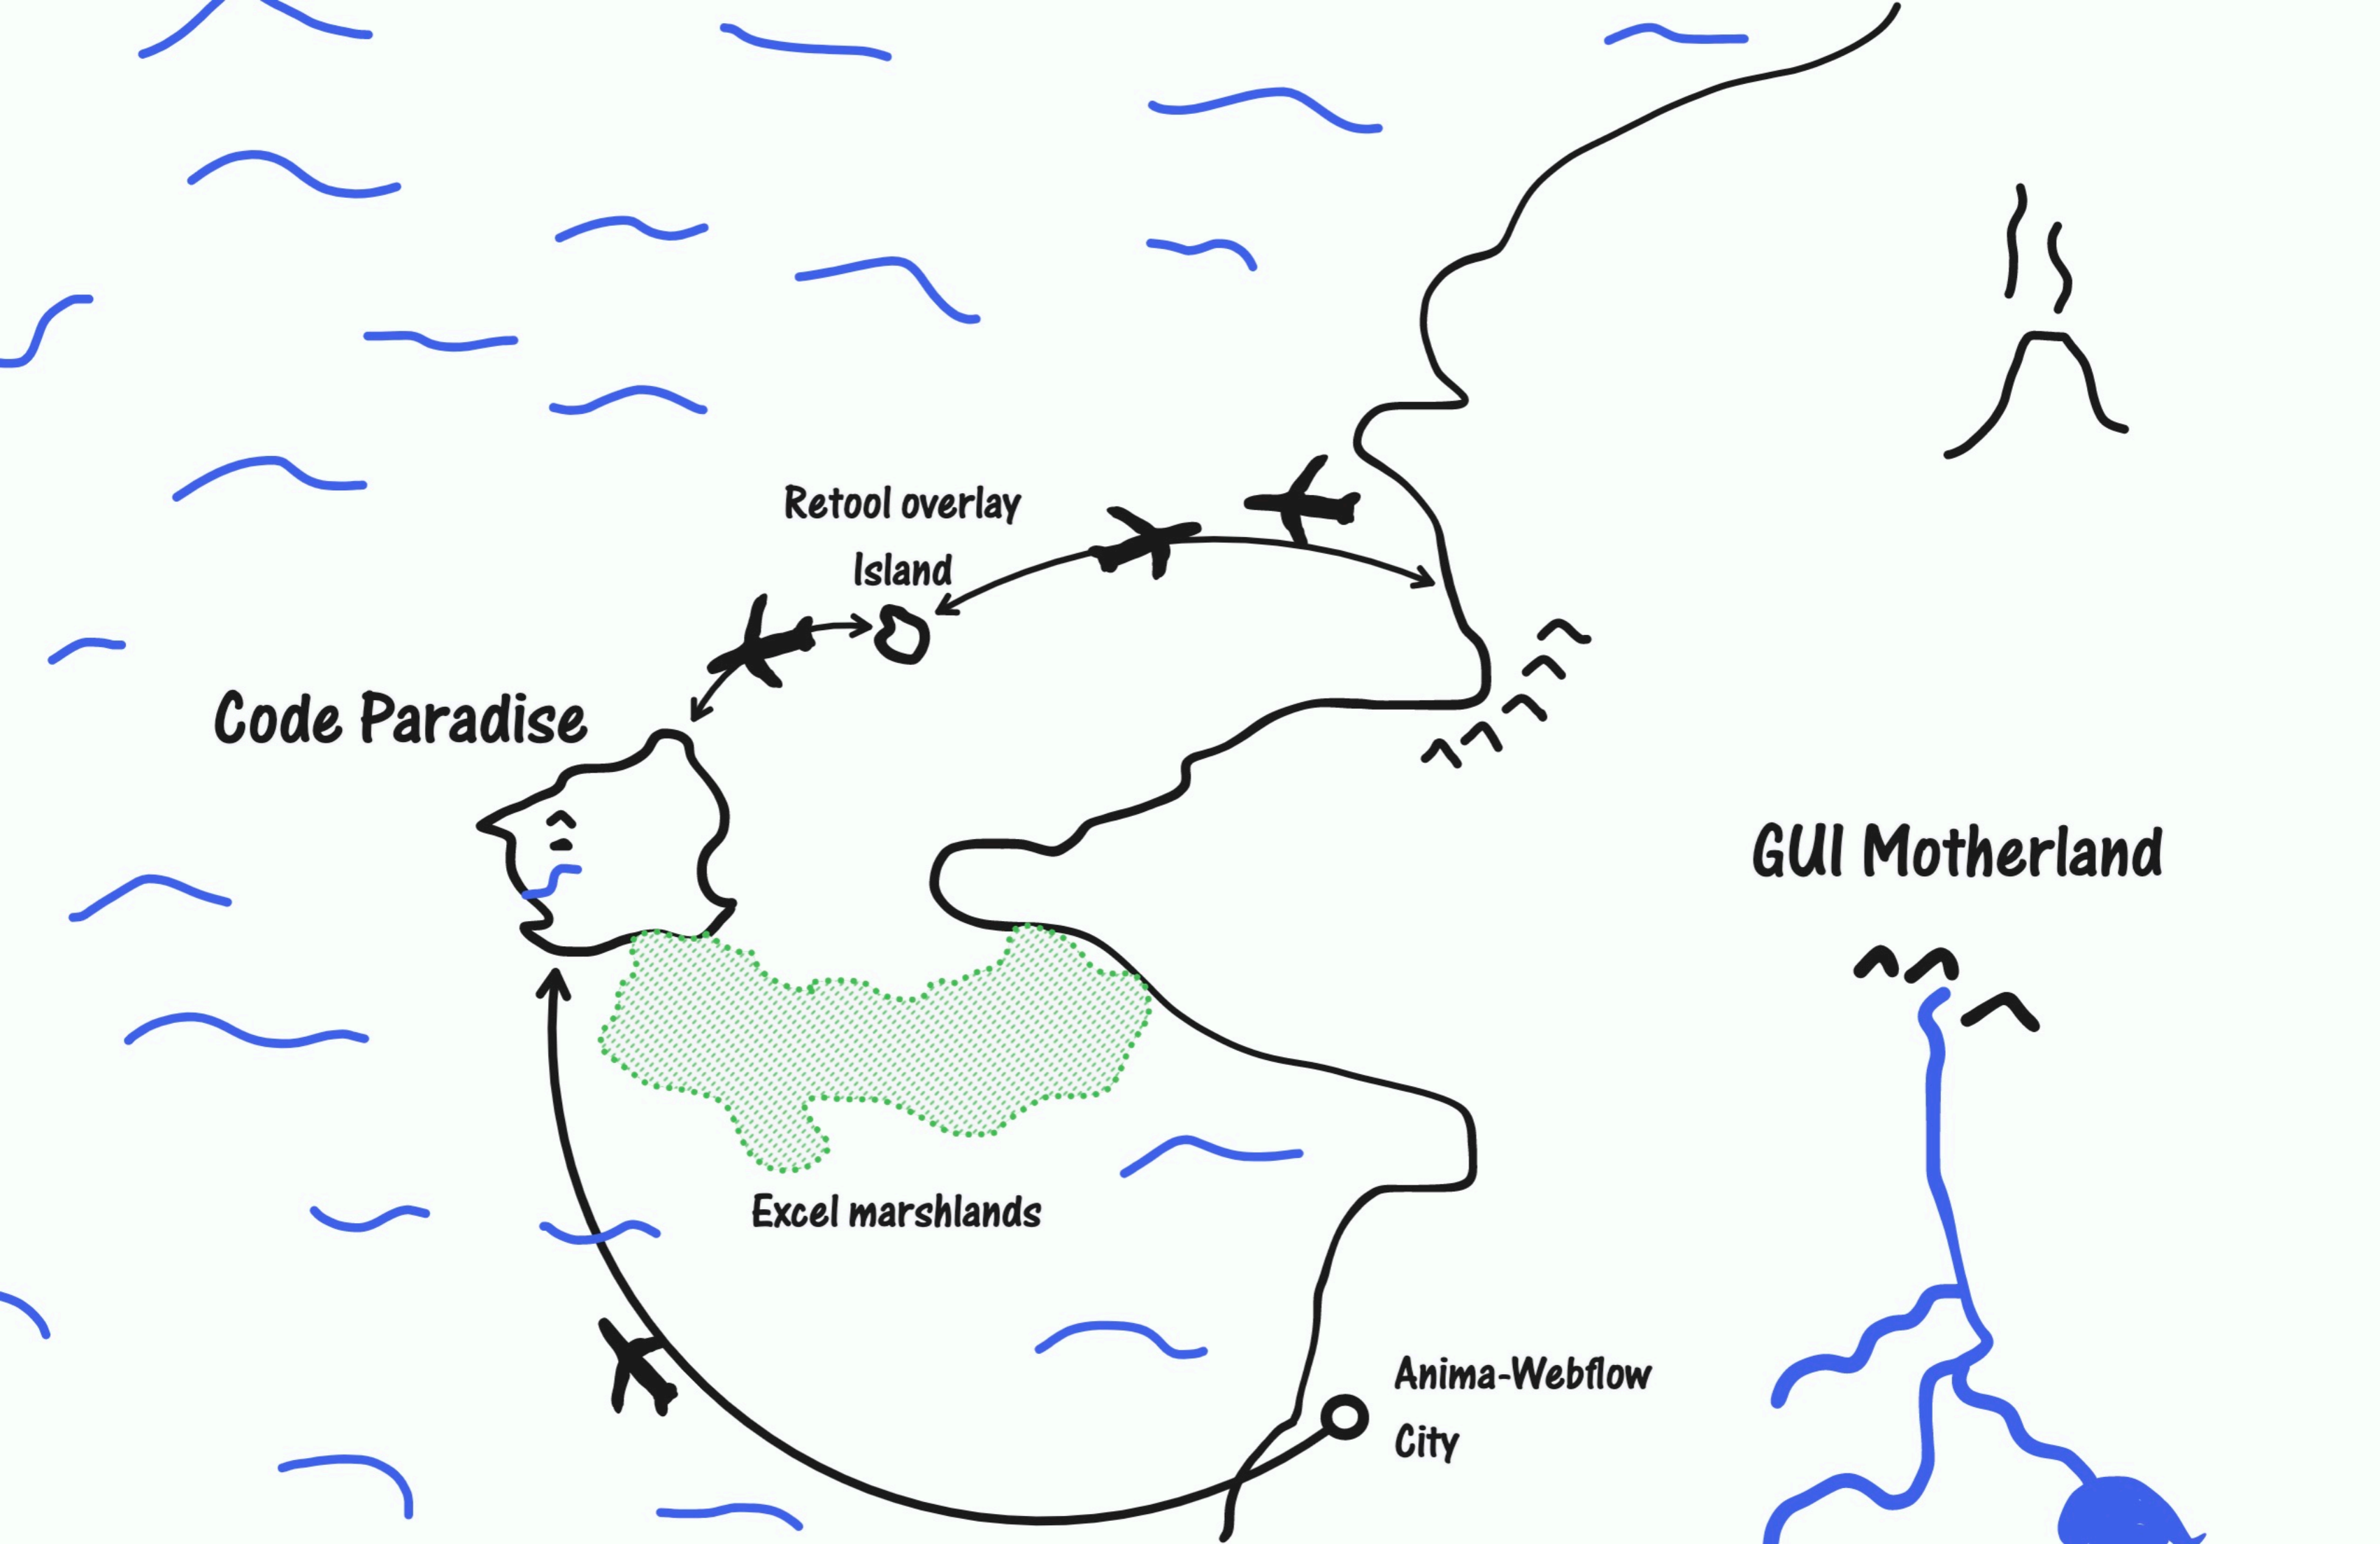 Retool overlay
Island
Code Paradise
GUI Motherland
Excel marshlands
Anima-Webflow
City